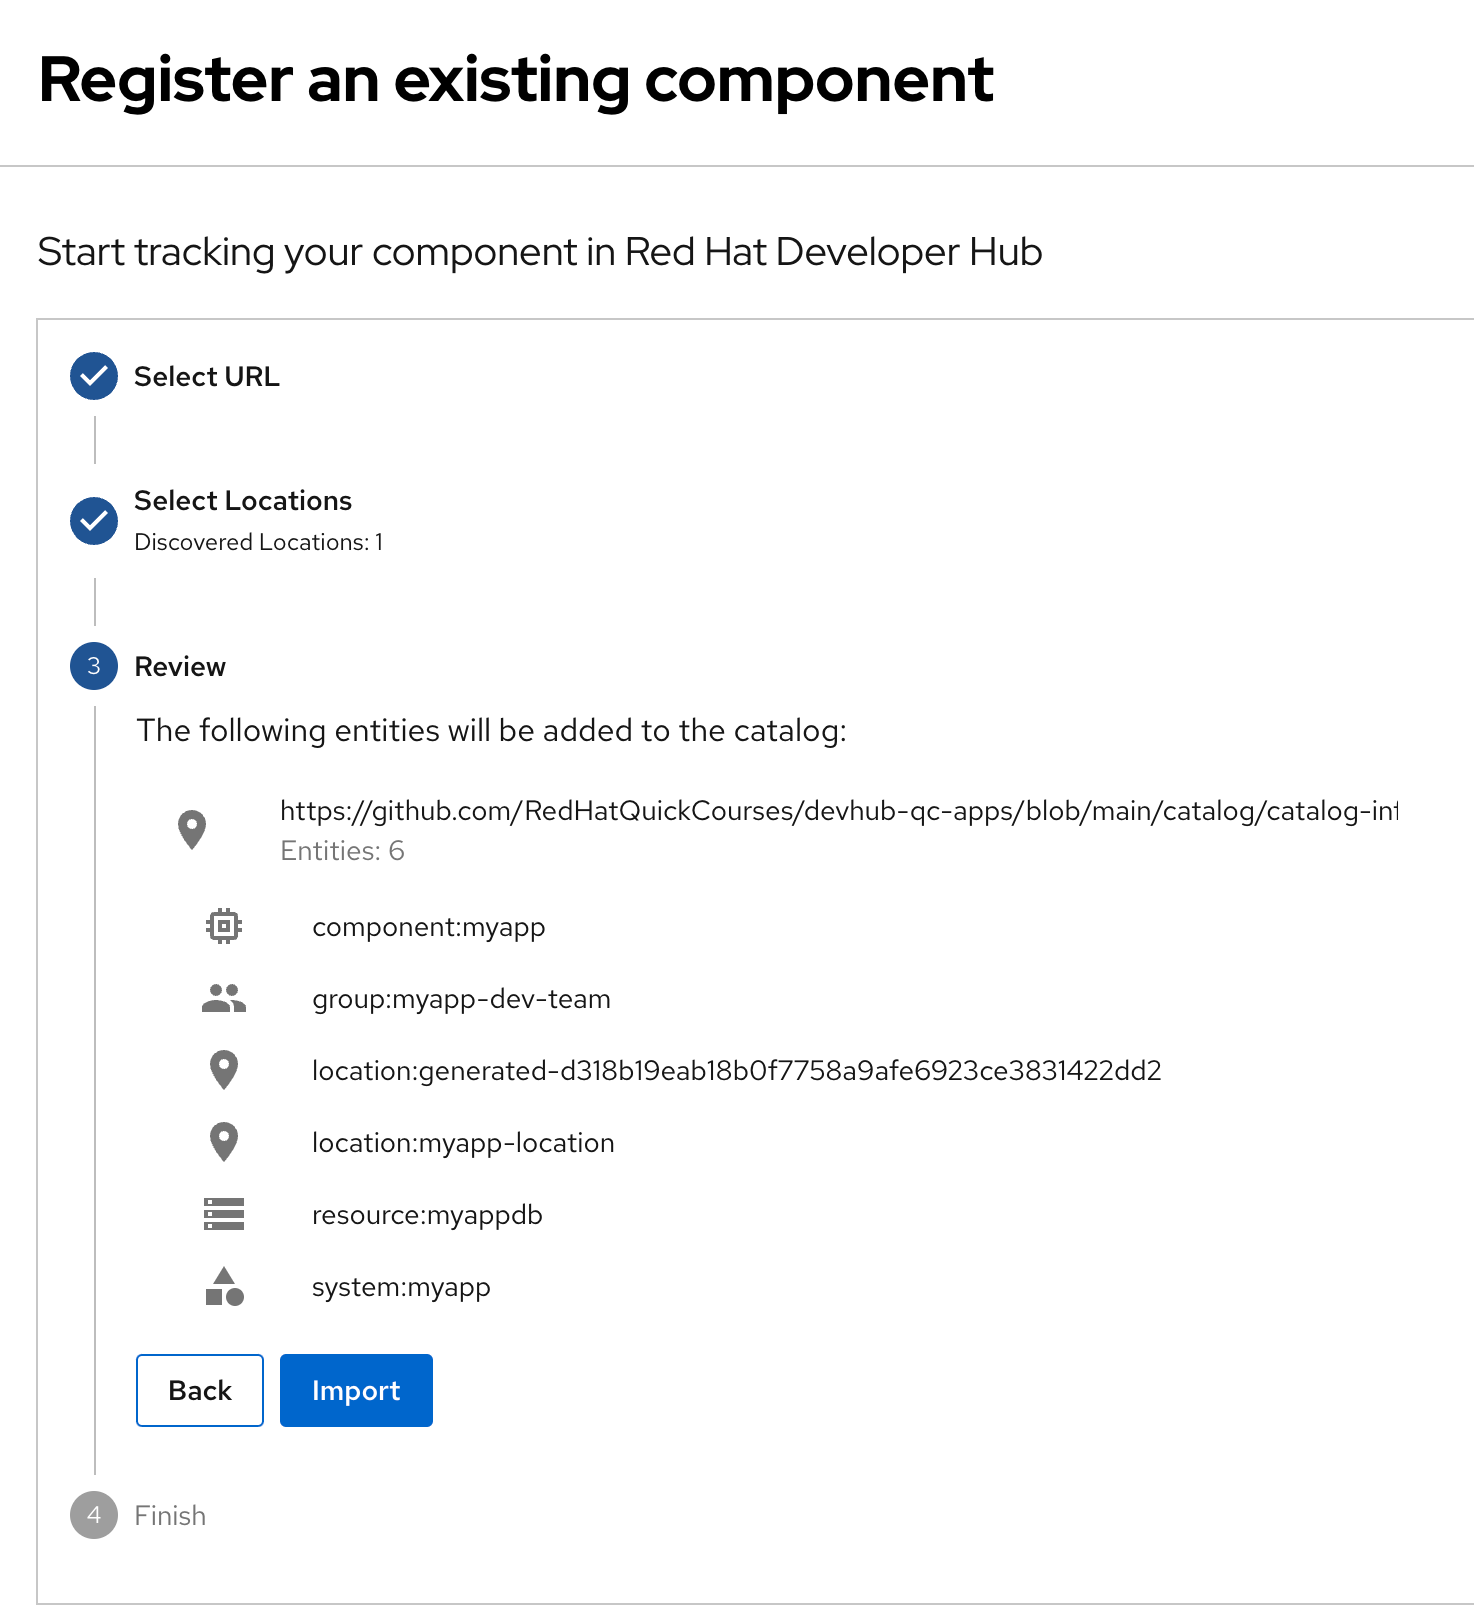 Register an existing component
Start tracking your component in Red Hat Developer Hub
Select URL
Select Locations
Discovered Locations: 1
3 Review
The following entities will be added to the catalog:
https://github.com/RedHatQuickCourses/devhub-qc-apps/blob/main/catalog/catalog-inf
Entities: 6
component:myapp
group:myapp-dev-team
location:generated-d318b19eab18b0f7758a9afe6923ce3831422dd2
location:myapp-location
resource:myappdb
system:myapp
Back Import
4 Finish